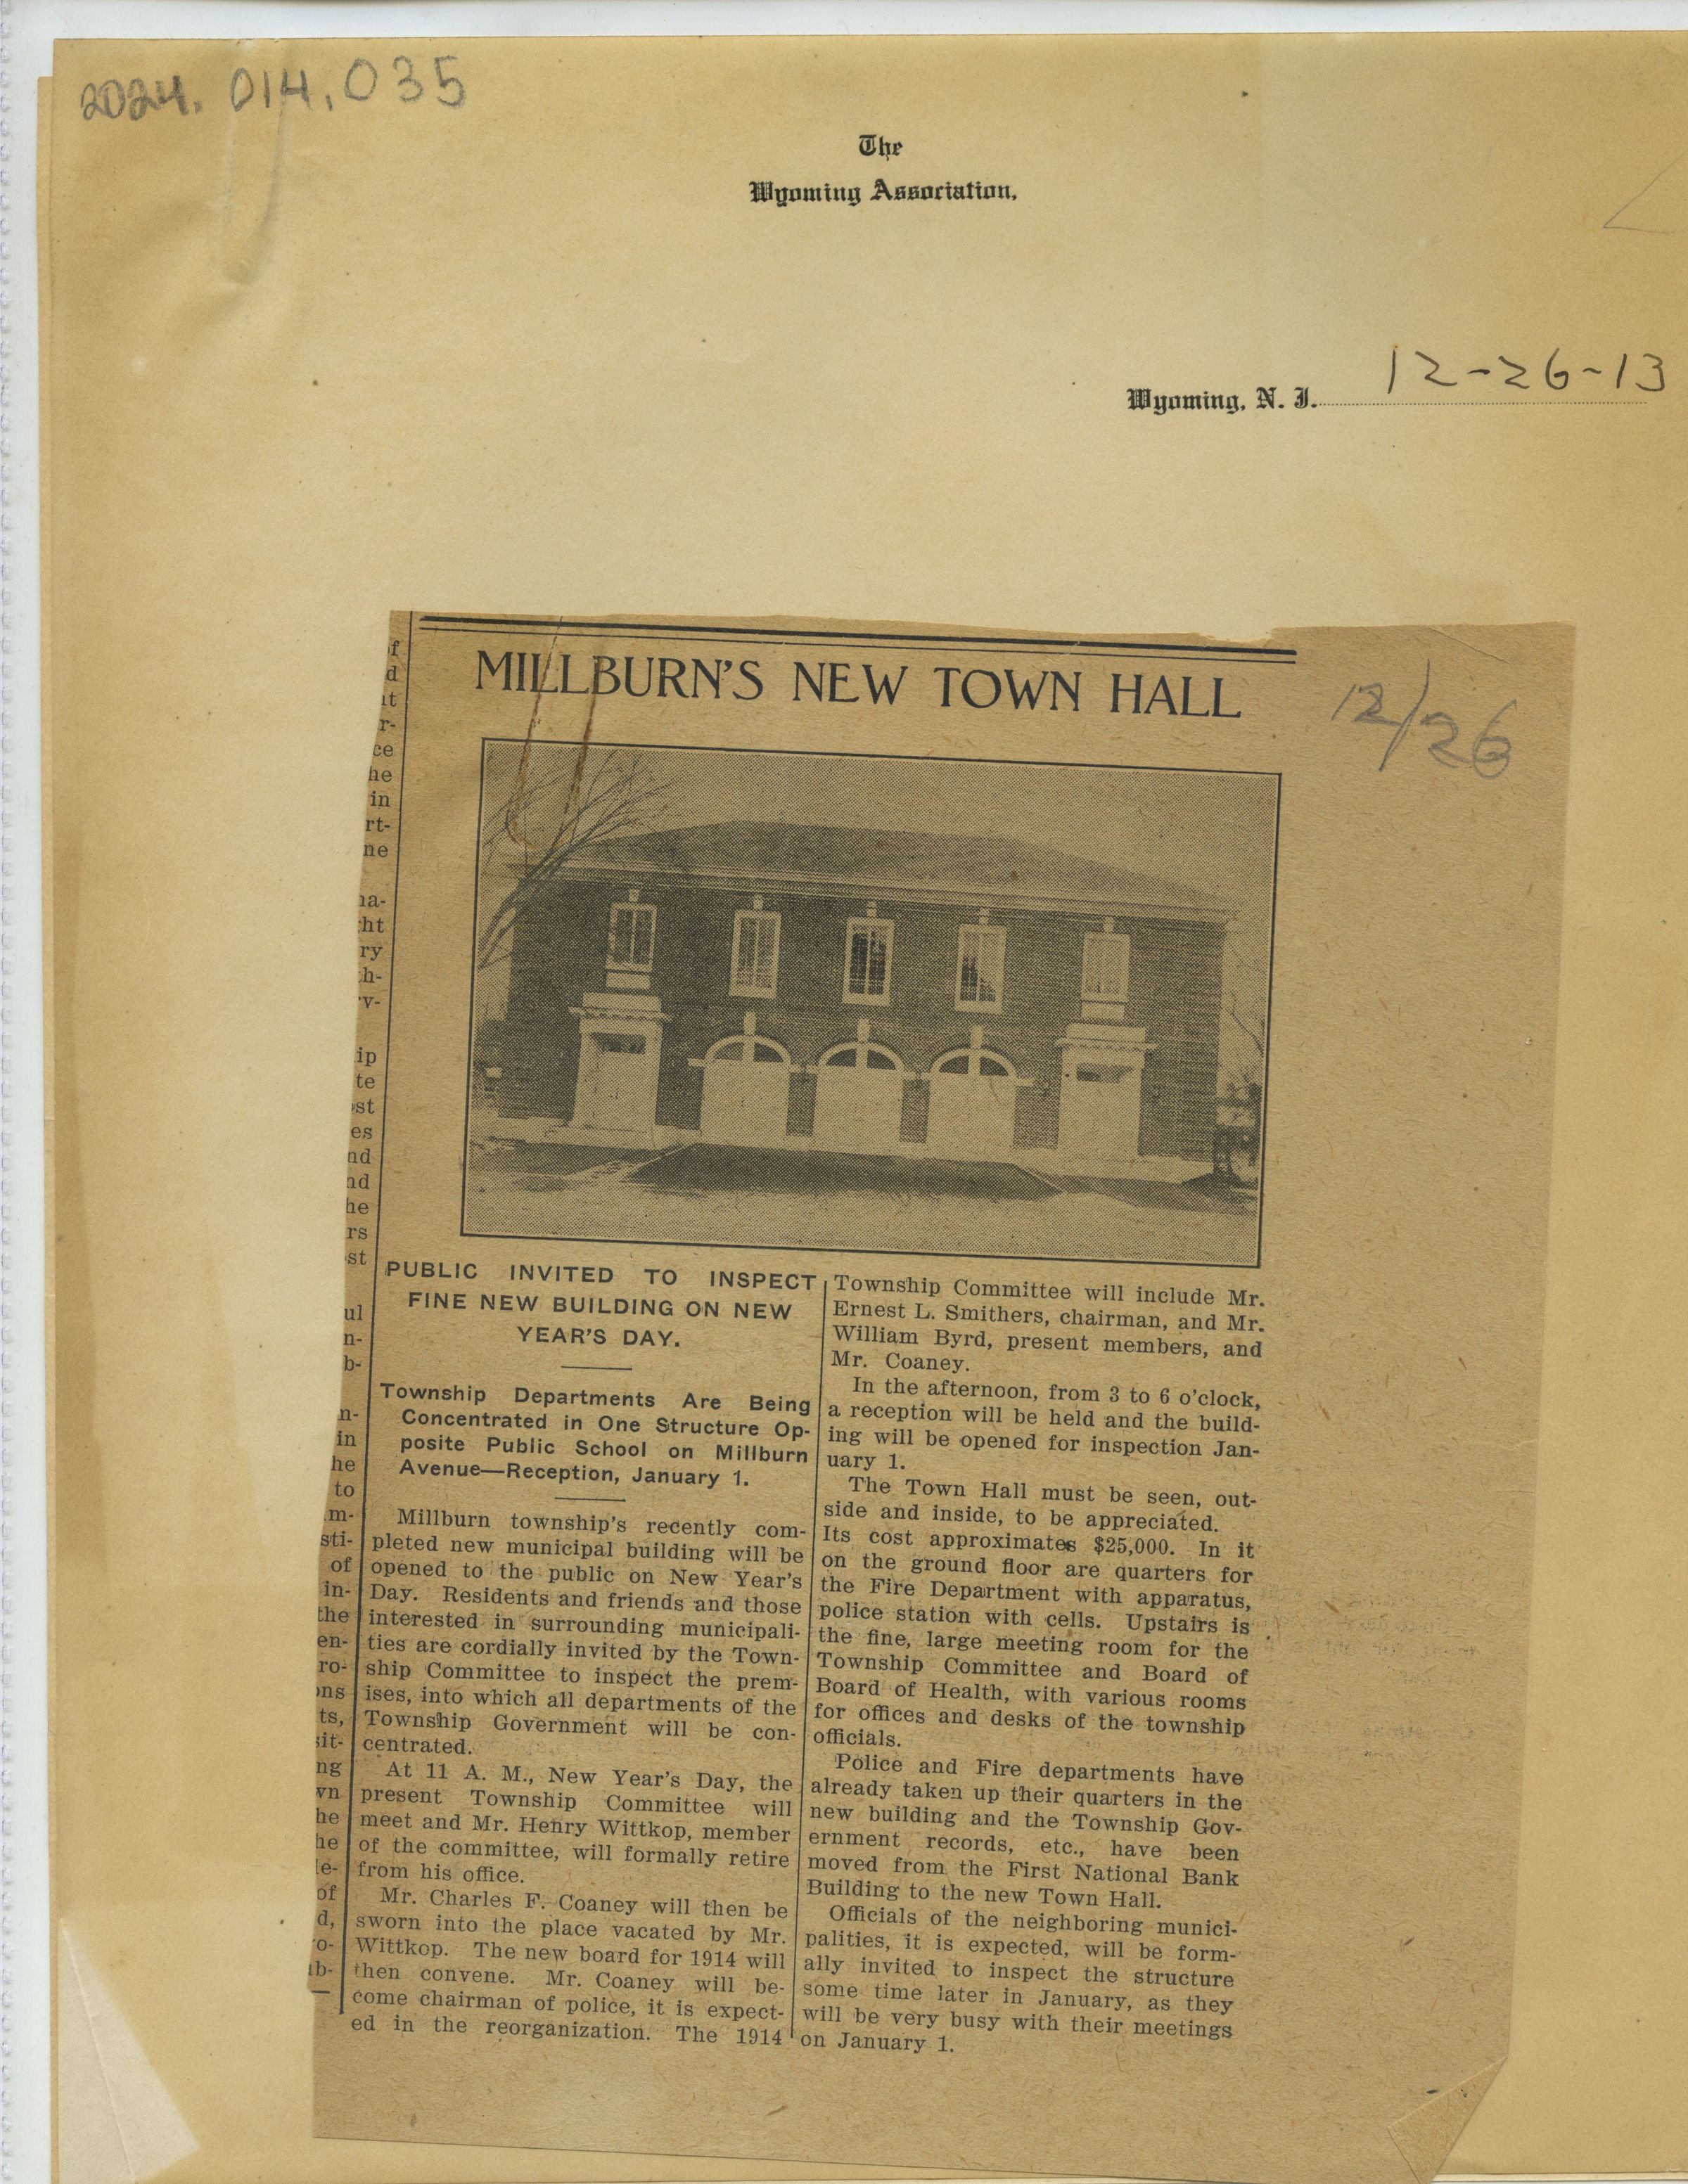 2024.014.035
The
Wyoming Association.
Wyoming, N. J. 12-26-13
MILLBURN'S NEW TOWN HALL
12/26
PUBLIC INVITED TO INSPECT
FINE NEW BUILDING ON NEW
YEAR'S DAY.
Township Departments Are Being
Concentrated in One Structure Op-
posite Public School on Millburn
Avenue—Reception, January 1.
Millburn township's recently com-
pleted new municipal building will be
opened to the public on New Year's
Day. Residents and friends and those
interested in surrounding municipali-
ties are cordially invited by the Town-
ship Committee to inspect the prem-
ises, into which all departments of the
Township Government will be con-
centrated.
At 11 A. M., New Year's Day, the
present Township Committee will
meet and Mr. Henry Wittkop, member
of the committee, will formally retire
from his office.
Mr. Charles F. Coaney will then be
sworn into the place vacated by Mr.
Wittkop. The new board for 1914 will
then convene. Mr. Coaney will be-
come chairman of police, it is expect-
ed in the reorganization. The 1914
Township Committee will include Mr.
Ernest L. Smithers, chairman, and Mr.
William Byrd, present members, and
Mr. Coaney.
In the afternoon, from 3 to 6 o'clock,
a reception will be held and the build-
ing will be opened for inspection Jan-
uary 1.
The Town Hall must be seen, out-
side and inside, to be appreciated.
Its cost approximates $25,000. In it
on the ground floor are quarters for
the Fire Department with apparatus,
police station with cells. Upstairs is
the fine, large meeting room for the
Township Committee and Board of
Board of Health, with various rooms
for offices and desks of the township
officials.
Police and Fire departments have
already taken up their quarters in the
new building and the Township Gov-
ernment records, etc., have been
moved from the First National Bank
Building to the new Town Hall.
Officials of the neighboring munici-
palities, it is expected, will be form-
ally invited to inspect the structure
some time later in January, as they
will be very busy with their meetings
on January 1.